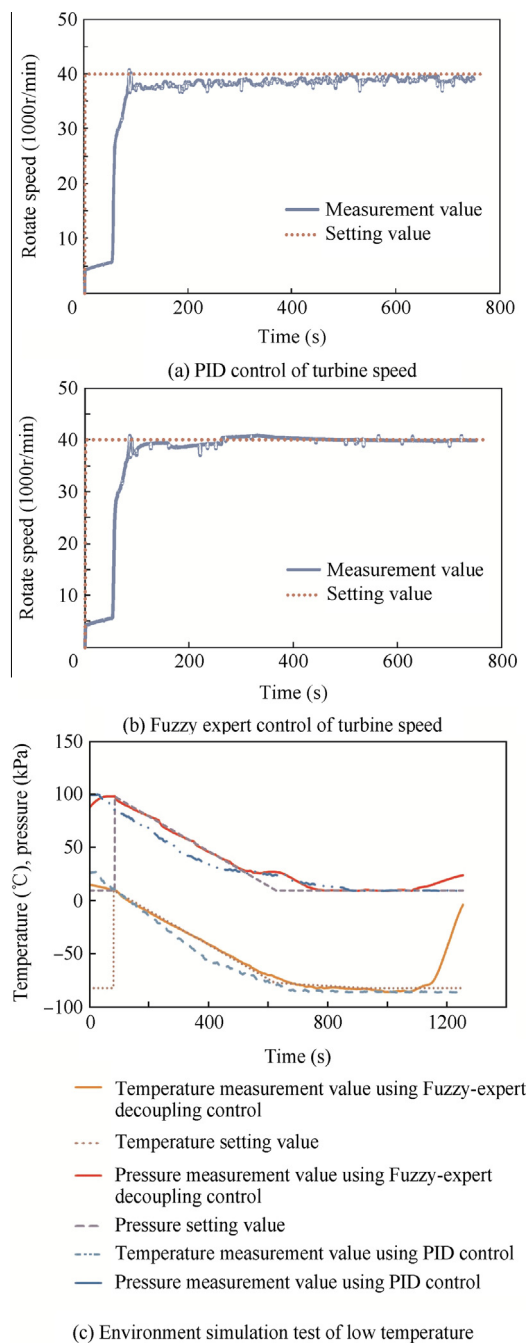 50
40
30
20
10
0
Rotate speed (1000r/min)
Measurement value
Setting value
200
400
600
800
Time (s)
(a) PID control of turbine speed
50
40
30
20
10
0
Rotate speed (1000r/min)
Measurement value
Setting value
200
400
600
800
Time (s)
(b) Fuzzy expert control of turbine speed
150
100
50
0
−50
−100
Temperature (℃), pressure (kPa)
0
400
800
1200
Time (s)
Temperature measurement value using Fuzzy-expert
decoupling control
Temperature setting value
Pressure measurement value using Fuzzy-expert
decoupling control
Pressure setting value
Temperature measurement value using PID control
Pressure measurement value using PID control
(c) Environment simulation test of low temperature